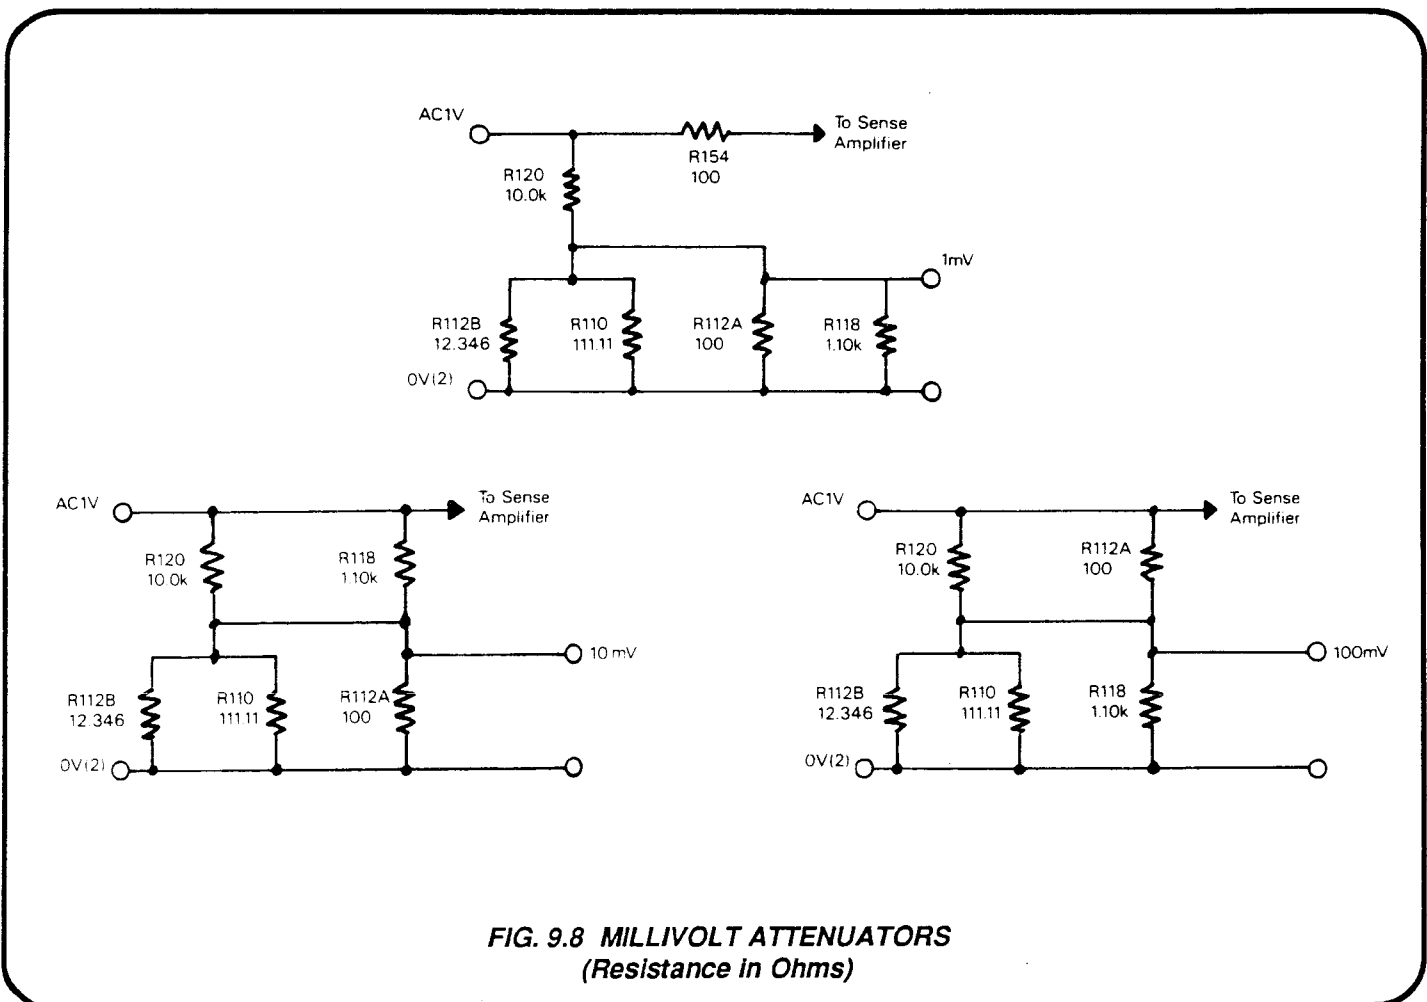 AC1V
To Sense
Amplifier
R154
100
R120
10.0k
1mV
R112B
12.346
R110
111.11
R112A
100
R118
1.10k
0V(2)
AC1V
To Sense
Amplifier
R120
10.0k
R118
1.10k
10mV
R112B
12.346
R110
111.11
R112A
100
0V(2)
AC1V
To Sense
Amplifier
R120
10.0k
R112A
100
100mV
R112B
12.346
R110
111.11
R118
1.10k
0V(2)
FIG. 9.8 MILLIVOLT ATTENUATORS
(Resistance in Ohms)